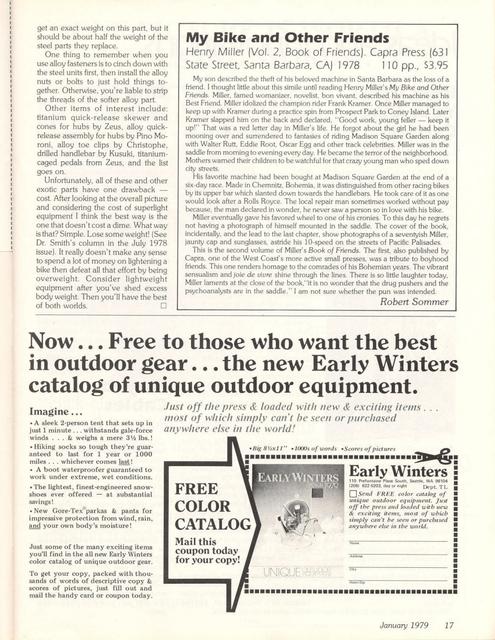 get an exact weight on this part, but it
should be about half the weight of the
steel parts they replace.
One thing to remember when you
use alloy fasteners is to cinch down with
the steel units first, then install the alloy
nuts or bolts to just hold things to-
gether. Otherwise, you're liable to strip
the threads of the softer alloy part.
Other items of interest include:
titanium quick-release skewer and
cones for hubs by Zeus, alloy quick-
release assembly for hubs by Pino Mo-
roni, alloy toe clips by Christophe,
drilled handlebar by Kusuki, titanium-
caged pedals from Zeus, and the list
goes on.
Unfortunately, all of these and other
exotic parts have one drawback —
cost. After looking at the overall picture
and considering the cost of superlight
equipment I think the best way is the
one that doesn't cost a dime. What way
is that? Simple. Lose some weight! (See
Dr. Smith's column in the July 1978
issue). It really doesn't make any sense
to spend a lot of money on lightening a
bike then defeat all that effort by being
overweight. Consider lightweight
equipment after you've shed excess
body weight. Then you'll have the best
of both worlds.
My Bike and Other Friends
Henry Miller (Vol. 2, Book of Friends). Capra Press (631
State Street, Santa Barbara, CA) 1978 110 pp., $3.95
My son described the theft of his beloved machine in Santa Barbara as the loss of a
friend. I thought little about this simile until reading Henry Miller's My Bike and Other
Friends. Miller, famed womanizer, novelist, bon vivant, described his machine as his
Best Friend. Miller idolized the champion rider Frank Kramer. Once Miller managed to
keep up with Kramer during a practice spin from Prospect Park to Coney Island. Later
Kramer slapped him on the back and declared, "Good work, young feller — keep it
up!" That was a red letter day in Miller's life. He forgot about the girl he had been
mooning over and surrendered to fantasies of riding Madison Square Garden along
with Walter Rutt, Eddie Root, Oscar Egg and other track celebrities. Miller was in the
saddle from morning to evening every day. He became the terror of the neighborhood.
Mothers warned their children to be watchful for that crazy young man who sped down
city streets.
His favorite machine had been bought at Madison Square Garden at the end of a
six-day race. Made in Chemnitz, Bohemia, it was distinguished from other racing bikes
by its upper bar which slanted down towards the handlebars. He took care of it as one
would look after a Rolls Royce. The local repair man sometimes worked without pay
because, the man declared in wonder, he never saw a person so in love with his bike.
Miller eventually gave his favored wheel to one of his cronies. To this day he regrets
not having a photograph of himself mounted in the saddle. The cover of the book,
incidentally, and the lead to the last chapter, show photographs of a seventyish Miller,
jaunty cap and sunglasses, astride his 10-speed on the streets of Pacific Palisades.
This is the second volume of Miller's Book of Friends. The first, also published by
Capra, one of the West Coast's more active small presses, was a tribute to boyhood
friends. This one renders homage to the comrades of his Bohemian years. The vibrant
sensualism and joie de vivre shine through the lines. There is so little laughter today,
Miller laments at the close of the book, "it is no wonder that the drug pushers and the
psychoanalysts are in the saddle." I am not sure whether the pun was intended.
Robert Sommer
Now ... Free to those who want the best
in outdoor gear ... the new Early Winters
catalog of unique outdoor equipment.
Imagine ...
• A sleek 2-person tent that sets up in
just 1 minute ... withstands gale-force
winds ... & weighs a mere 3½ lbs.!
• Hiking socks so tough they're guar-
anteed to last for 1 year or 1000
miles ... whichever comes last!
• A boot waterproofer guaranteed to
work under extreme, wet conditions.
• The lightest, finest-engineered snow-
shoes ever offered — at substantial
savings!
• New Gore-Tex® parkas & pants for
impressive protection from wind, rain,
and your own body's moisture!
Just some of the many exciting items
you'll find in the all new Early Winters
color catalog of unique outdoor gear.
To get your copy, packed with thou-
sands of words of descriptive copy &
scores of pictures, just fill out and
mail the handy card or coupon today.
Just off the press & loaded with new & exciting items ...
most of which simply can't be seen or purchased
anywhere else in the world!
• Big 8½x11" • 1000s of words • Scores of pictures
FREE
COLOR
CATALOG
Mail this
coupon today
for your copy!
EARLY WINTERS
UNIQUE
Early Winters
110 Prefontaine Place South, Seattle, WA 98104
(206) 622-5203, day or night
Dept. TL
Send FREE color catalog of
unique outdoor equipment. Just
off the press and loaded with new
& exciting items, most of which
simply can't be seen or purchased
anywhere else in the world.
Name
Address
City
State/Zip
January 1979 17